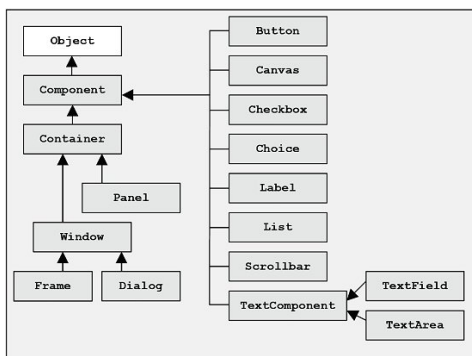 Object
Component
Container
Panel
Window
Frame
Dialog
Button
Canvas
Checkbox
Choice
Label
List
Scrollbar
TextComponent
TextField
TextArea